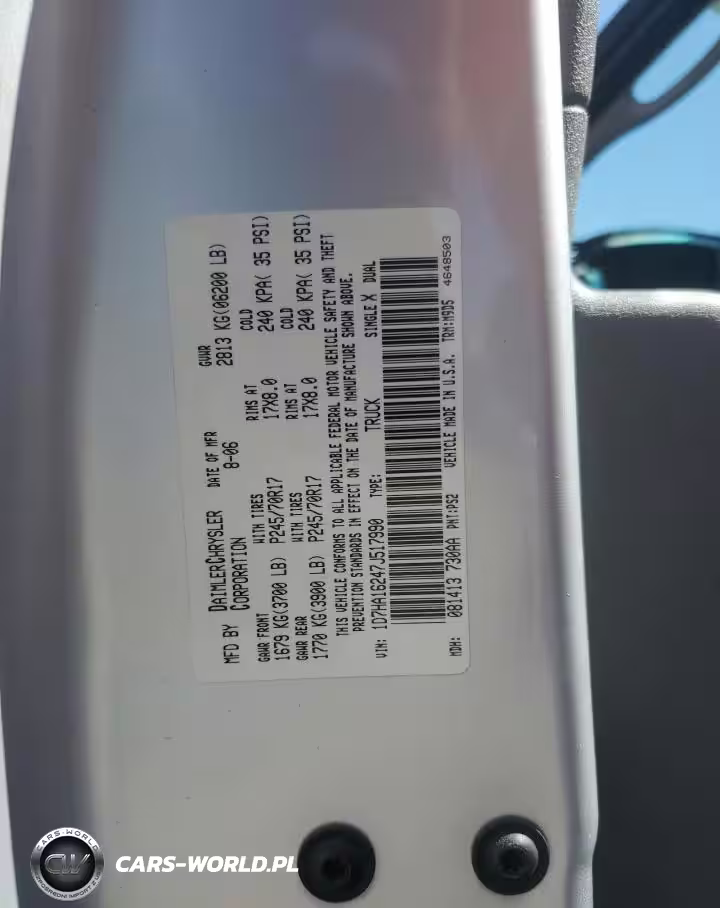 MFD BY DAIMLERCHRYSLER CORPORATION
DATE OF MFR
8-06
GVWR
2813 KG(06200 LB)
GAWR FRONT WITH TIRES RIMS AT COLD
1679 KG(3700 LB) P245/70R17 17X8.0 240 KPA( 35 PSI)
GAWR REAR WITH TIRES RIMS AT COLD
1770 KG(3900 LB) P245/70R17 17X8.0 240 KPA( 35 PSI)
THIS VEHICLE CONFORMS TO ALL APPLICABLE FEDERAL MOTOR VEHICLE SAFETY AND THEFT
PREVENTION STANDARDS IN EFFECT ON THE DATE OF MANUFACTURE SHOWN ABOVE.
VIN: 1D7HA16247J517990 TYPE: TRUCK SINGLE X DUAL
MDH: 081413 730AA PNT:PS2 VEHICLE MADE IN U.S.A. TRM:M9D5 4648503
CARS-WORLD
CW
CARS-WORLD.PL